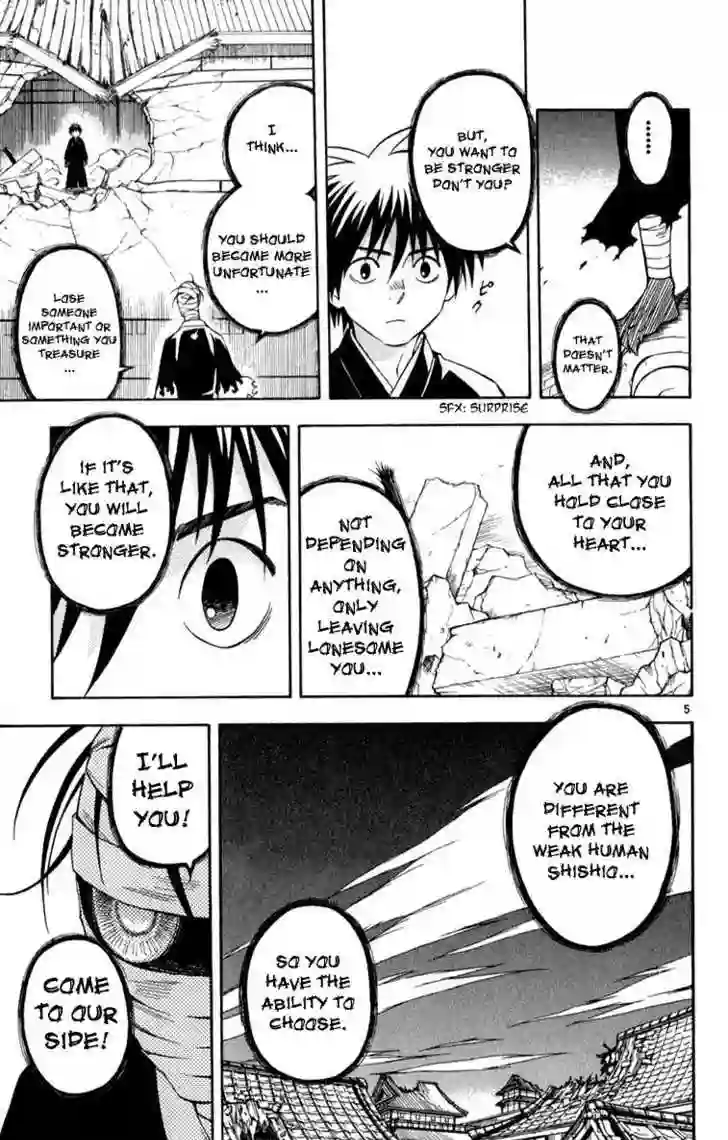 ........
THAT
DOESN'T
MATTER.
BUT,
YOU WANT TO
BE STRONGER
DON'T YOU?
ピク
SFX: SURPRISE
I
THINK...
YOU SHOULD
BECOME MORE
UNFORTUNATE
...
LOSE
SOMEONE
IMPORTANT OR
SOMETHING YOU
TREASURE
...
AND,
ALL THAT YOU
HOLD CLOSE
TO YOUR
HEART...
NOT
DEPENDING
ON
ANYTHING,
ONLY
LEAVING
LONESOME
YOU...
IF IT'S
LIKE THAT,
YOU WILL
BECOME
STRONGER.
5
YOU ARE
DIFFERENT
FROM THE
WEAK HUMAN
SHISHIO...
SO YOU
HAVE THE
ABILITY TO
CHOOSE.
I'LL
HELP
YOU!
COME
TO OUR
SIDE!